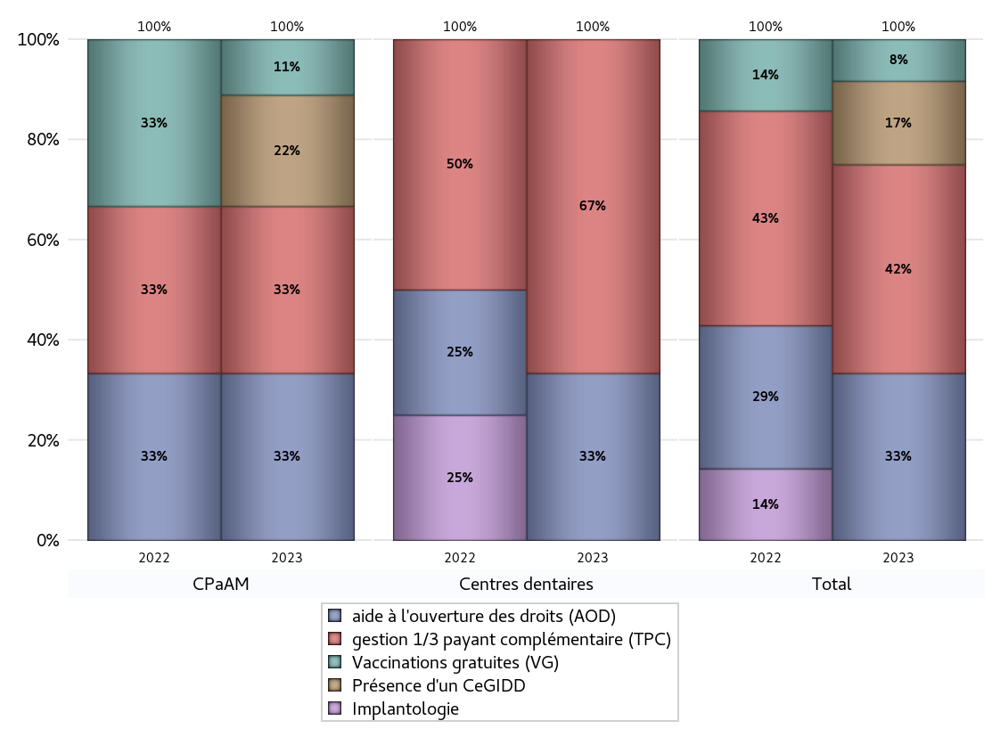 100% 100% 100% 100% 100% 100%
100%
80%
60%
40%
20%
0%
33% 11% 14% 8%
22% 17%
50% 43%
33% 33% 67% 42%
25% 29%
33% 33% 33% 33%
25% 14%
2022 2023 2022 2023 2022 2023
CPaAM Centres dentaires Total
aide à l'ouverture des droits (AOD)
gestion 1/3 payant complémentaire (TPC)
Vaccinations gratuites (VG)
Présence d'un CeGIDD
Implantologie